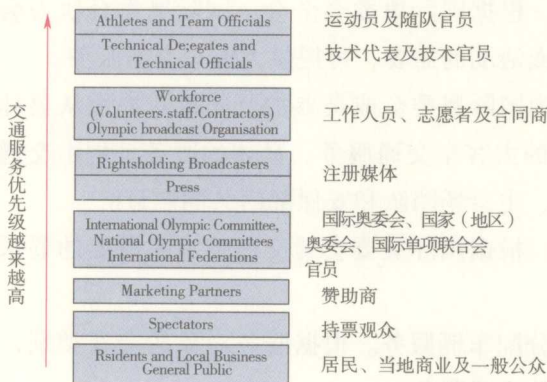 Athletes and Team Officials
运动员及随队官员
Technical De;egates and
Technical Officials
技术代表及技术官员
Workforce
(Volunteers.staff.Contractors)
Olympic broadcast Organisation
工作人员、志愿者及合同商
Rightsholding Broadcasters
Press
注册媒体
International Olympic Committee,
National Olympic Committees
International Federations
国际奥委会、国家（地区）
奥委会、国际单项联合会
官员
Marketing Partners
赞助商
Spectators
持票观众
Rsidents and Local Business
General Public
居民、当地商业及一般公众
交通服务优先级越来越高